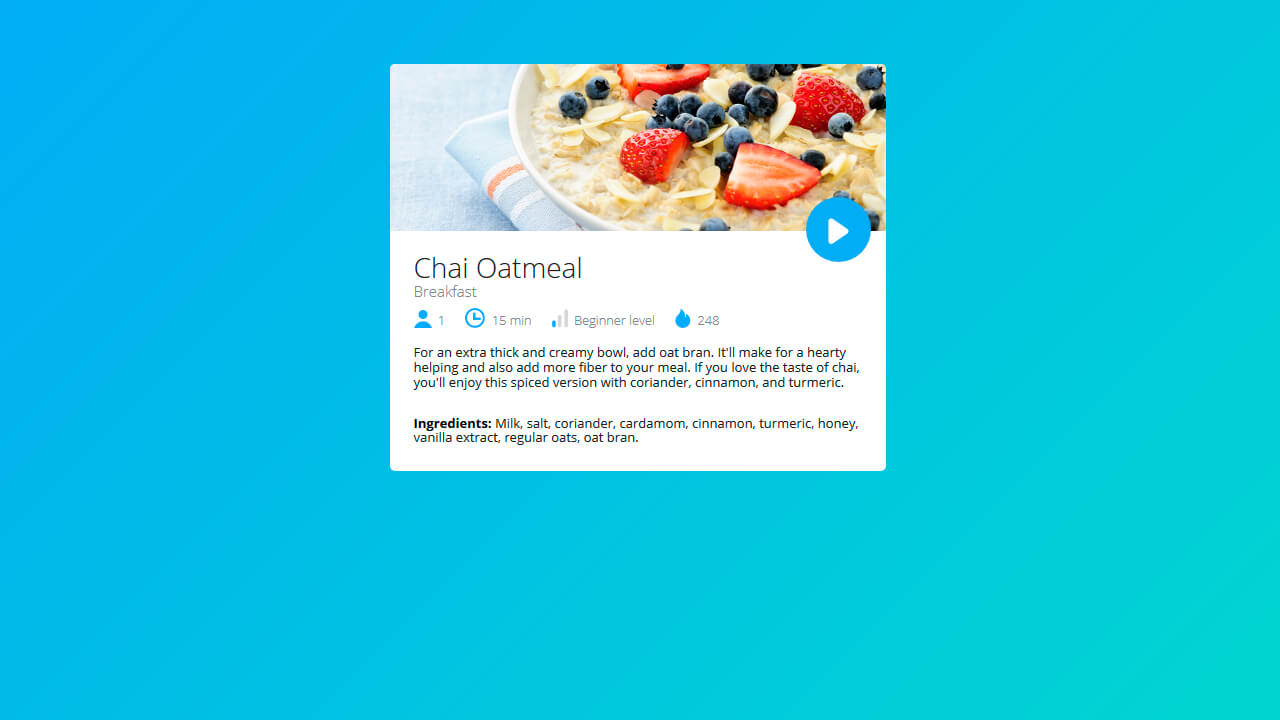 Chai Oatmeal
Breakfast
1 15 min Beginner level 248
For an extra thick and creamy bowl, add oat bran. It'll make for a hearty
helping and also add more fiber to your meal. If you love the taste of chai,
you'll enjoy this spiced version with coriander, cinnamon, and turmeric.
Ingredients: Milk, salt, coriander, cardamom, cinnamon, turmeric, honey,
vanilla extract, regular oats, oat bran.